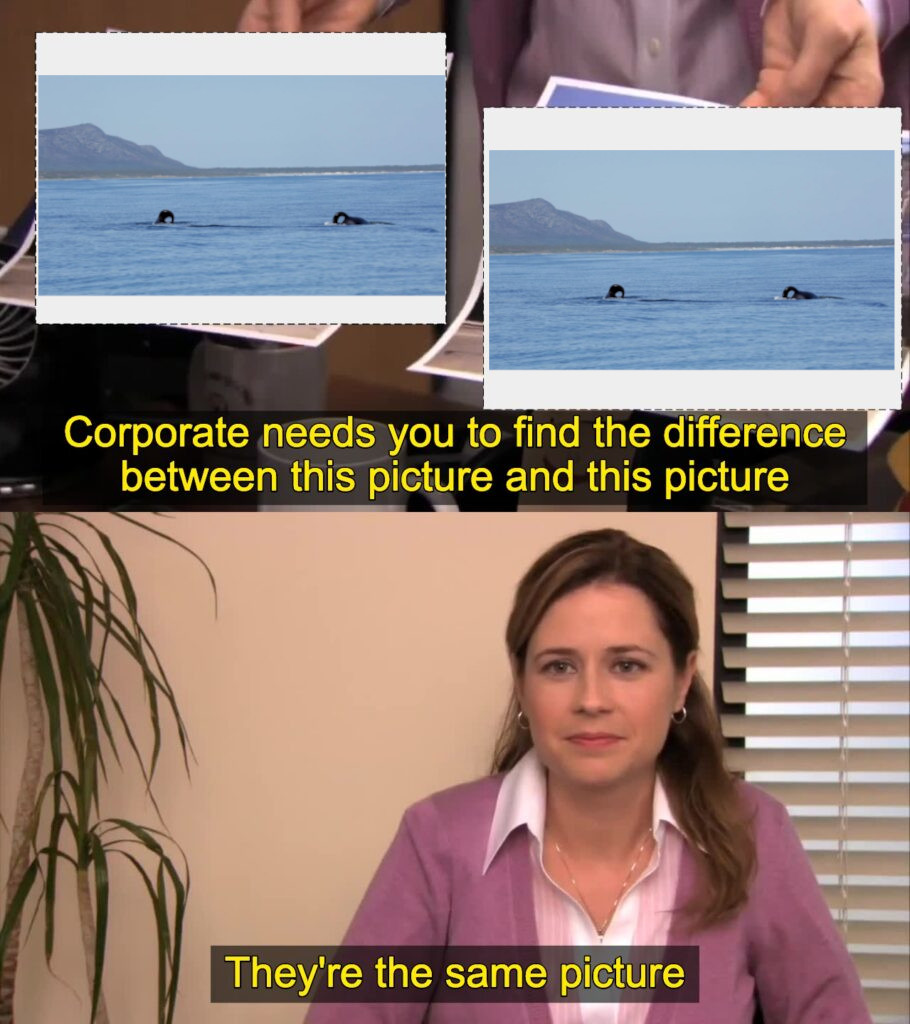 Corporate needs you to find the difference
between this picture and this picture
They're the same picture